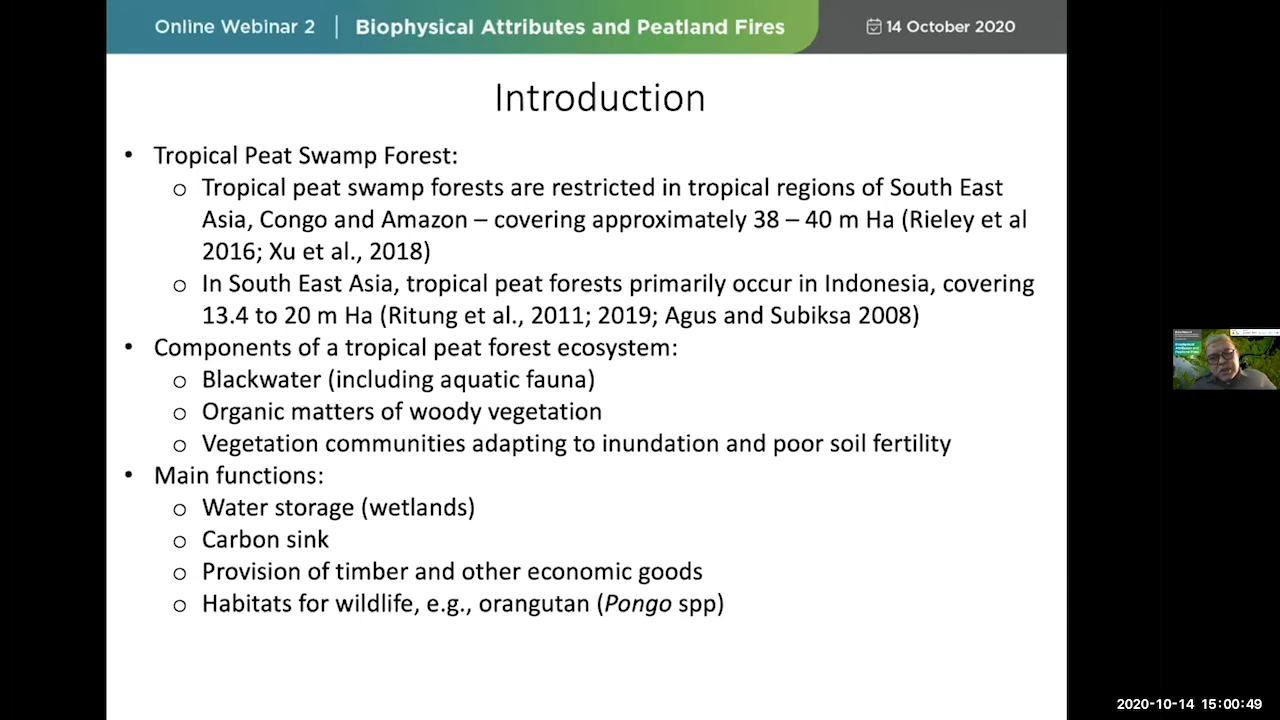 Online Webinar 2 | Biophysical Attributes and Peatland Fires
14 October 2020
Introduction
• Tropical Peat Swamp Forest:
o Tropical peat swamp forests are restricted in tropical regions of South East
Asia, Congo and Amazon – covering approximately 38 – 40 m Ha (Rieley et al
2016; Xu et al., 2018)
o In South East Asia, tropical peat forests primarily occur in Indonesia, covering
13.4 to 20 m Ha (Ritung et al., 2011; 2019; Agus and Subiksa 2008)
• Components of a tropical peat forest ecosystem:
o Blackwater (including aquatic fauna)
o Organic matters of woody vegetation
o Vegetation communities adapting to inundation and poor soil fertility
• Main functions:
o Water storage (wetlands)
o Carbon sink
o Provision of timber and other economic goods
o Habitats for wildlife, e.g., orangutan (Pongo spp)
Biophysical
Attributes and
Peatland Fires
2020-10-14 15:00:49